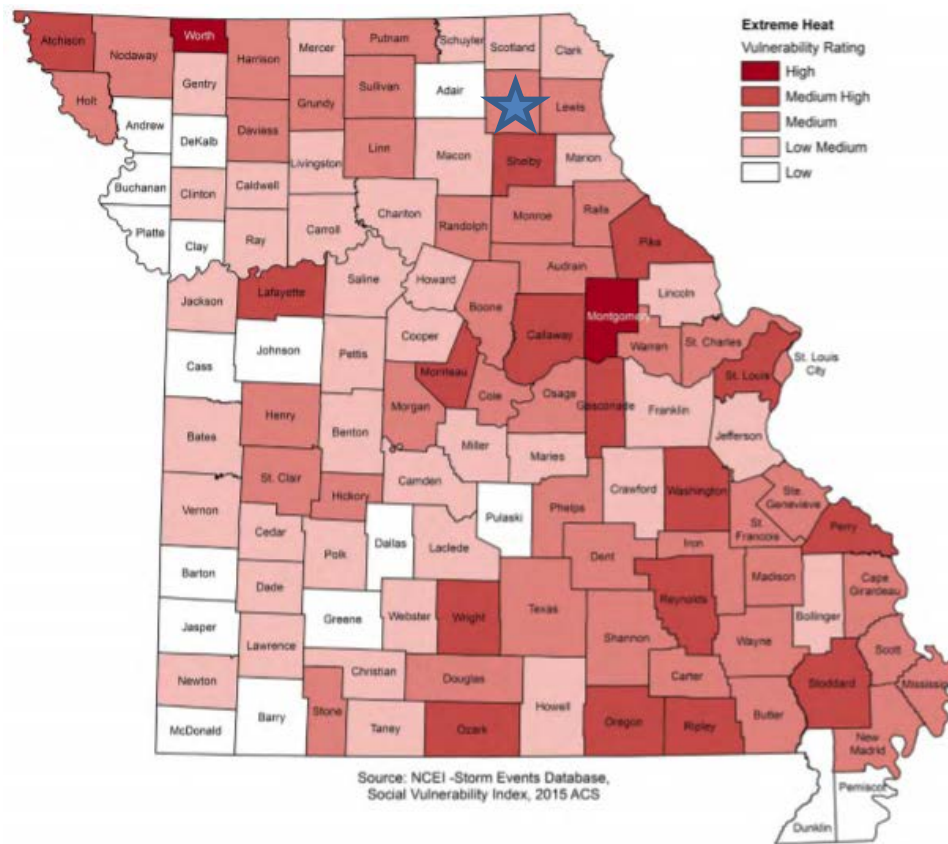 Extreme Heat
Vulnerability Rating
High
Medium High
Medium
Low Medium
Low
Atchison
Nodaway
Worth
Harrison
Mercer
Putnam
Schuyler
Scotland
Clark
Holt
Gentry
Sullivan
Adair
Lewis
Andrew
DeKalb
Daviess
Grundy
Linn
Macon
Shelby
Marion
Buchanan
Clinton
Caldwell
Livingston
Chariton
Randolph
Monroe
Ralls
Platte
Clay
Ray
Carroll
Pike
Audrain
Jackson
Lafayette
Saline
Howard
Boone
Callaway
Montgomery
Lincoln
Cooper
Warren
St. Charles
St. Louis
City
Cass
Johnson
Pettis
Moniteau
Cole
Osage
Gasconade
Franklin
St. Louis
Henry
Morgan
Jefferson
Bates
Benton
Miller
Maries
St. Clair
Hickory
Camden
Crawford
Washington
Ste.
Genevieve
Vernon
Pulaski
Phelps
St.
Francois
Perry
Cedar
Polk
Dallas
Laclede
Dent
Iron
Barton
Dade
Madison
Cape
Girardeau
Jasper
Greene
Webster
Wright
Texas
Reynolds
Bollinger
Lawrence
Shannon
Wayne
Scott
Newton
Christian
Douglas
Carter
Stoddard
Mississippi
McDonald
Barry
Stone
Taney
Ozark
Howell
Oregon
Ripley
Butler
New
Madrid
Source: NCEI -Storm Events Database,
Social Vulnerability Index, 2015 ACS
Pemiscot
Dunklin